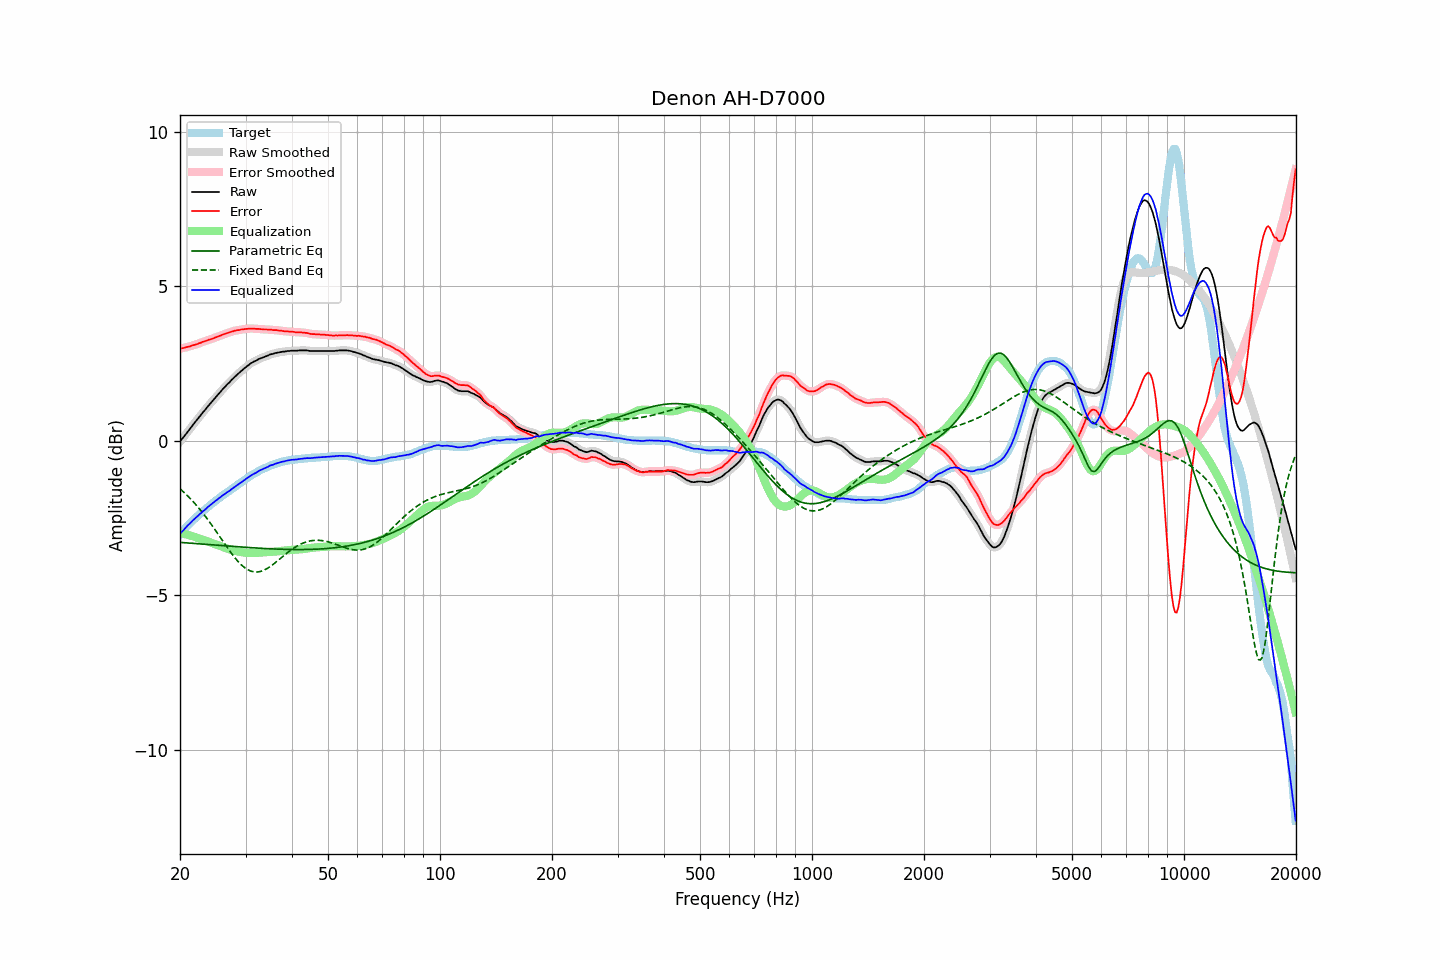 Denon AH-D7000
Target
Raw Smoothed
Error Smoothed
Raw
Error
Equalization
Parametric Eq
Fixed Band Eq
Equalized
10
5
0
−5
−10
Amplitude (dBr)
20 50 100 200 500 1000 2000 5000 10000 20000
Frequency (Hz)